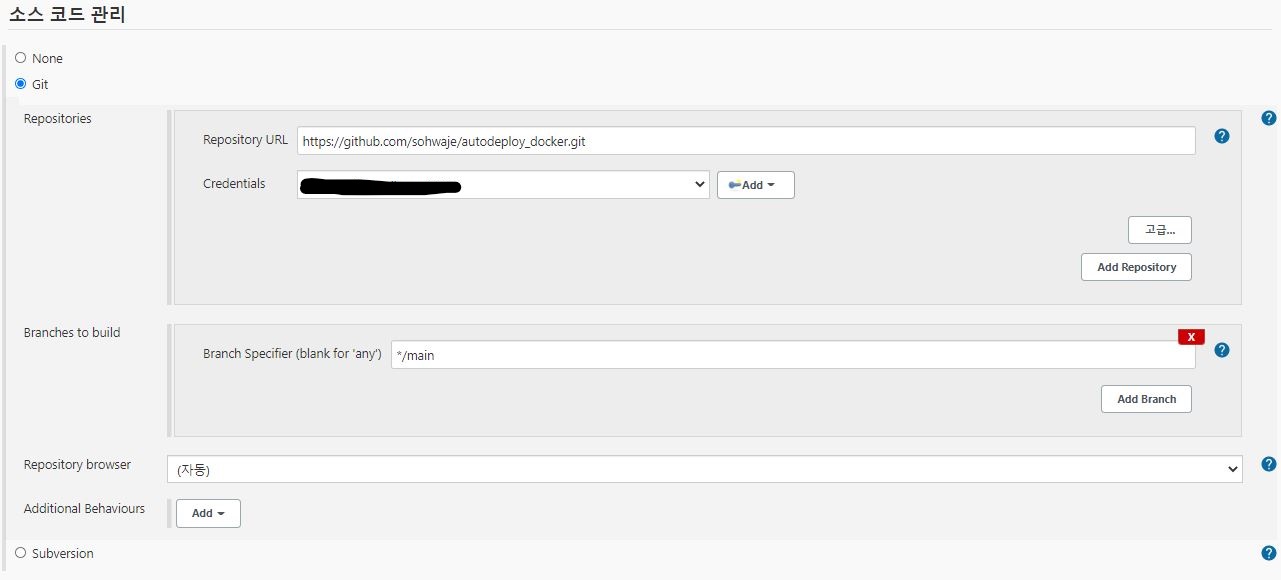 소스 코드 관리
None
Git
Repositories
Repository URL
https://github.com/sohwaje/autodeploy_docker.git
?
?
Credentials
Add
고급...
Add Repository
Branches to build
X
Branch Specifier (blank for 'any')
*/main
?
Add Branch
Repository browser
(자동)
?
Additional Behaviours
Add
Subversion
?